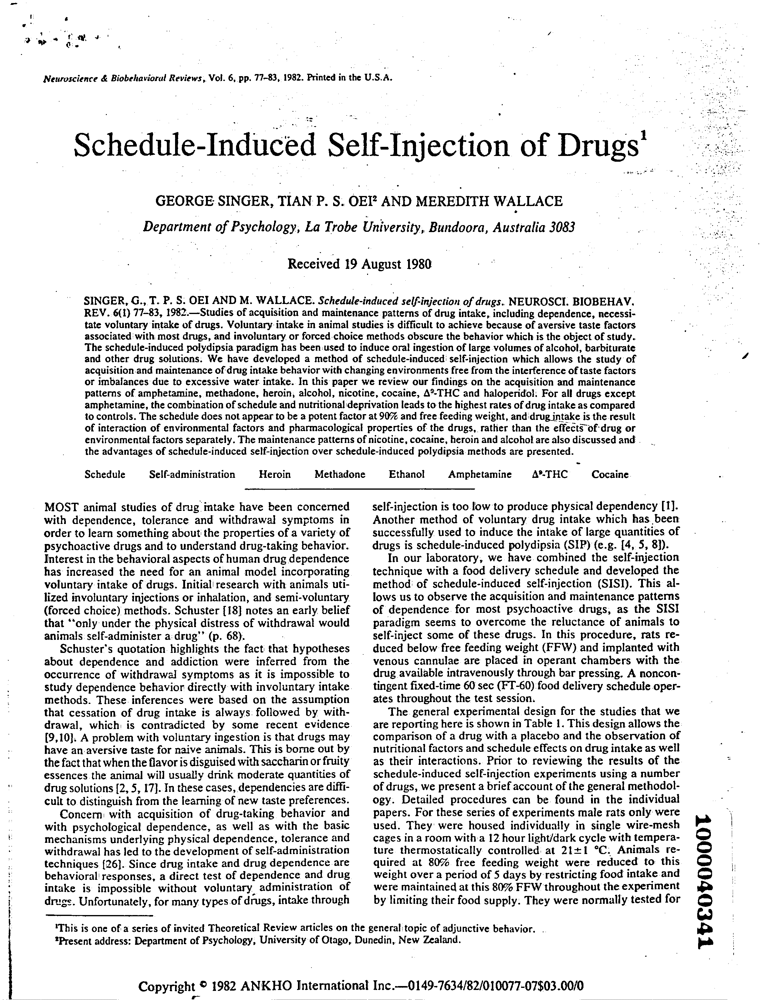 Neuroscience & Biobehavioral Reviews, Vol. 6, pp. 77–83, 1982. Printed in the U.S.A.
Schedule-Induced Self-Injection of Drugs¹
GEORGE SINGER, TIAN P. S. OEI² AND MEREDITH WALLACE
Department of Psychology, La Trobe University, Bundoora, Australia 3083
Received 19 August 1980
SINGER, G., T. P. S. OEI AND M. WALLACE. Schedule-induced self-injection of drugs. NEUROSCI. BIOBEHAV.
REV. 6(1) 77–83, 1982.—Studies of acquisition and maintenance patterns of drug intake, including dependence, necessi-
tate voluntary intake of drugs. Voluntary intake in animal studies is difficult to achieve because of aversive taste factors
associated with most drugs, and involuntary or forced choice methods obscure the behavior which is the object of study.
The schedule-induced polydipsia paradigm has been used to induce oral ingestion of large volumes of alcohol, barbiturate
and other drug solutions. We have developed a method of schedule-induced self-injection which allows the study of
acquisition and maintenance of drug intake behavior with changing environments free from the interference of taste factors
or imbalances due to excessive water intake. In this paper we review our findings on the acquisition and maintenance
patterns of amphetamine, methadone, heroin, alcohol, nicotine, cocaine, Δ⁹-THC and haloperidol. For all drugs except
amphetamine, the combination of schedule and nutritional deprivation leads to the highest rates of drug intake as compared
to controls. The schedule does not appear to be a potent factor at 90% and free feeding weight, and drug intake is the result
of interaction of environmental factors and pharmacological properties of the drugs, rather than the effects of drug or
environmental factors separately. The maintenance patterns of nicotine, cocaine, heroin and alcohol are also discussed and
the advantages of schedule-induced self-injection over schedule-induced polydipsia methods are presented.
Schedule Self-administration Heroin Methadone Ethanol Amphetamine Δ⁹-THC Cocaine
MOST animal studies of drug intake have been concerned
with dependence, tolerance and withdrawal symptoms in
order to learn something about the properties of a variety of
psychoactive drugs and to understand drug-taking behavior.
Interest in the behavioral aspects of human drug dependence
has increased the need for an animal model incorporating
voluntary intake of drugs. Initial research with animals uti-
lized involuntary injections or inhalation, and semi-voluntary
(forced choice) methods. Schuster [18] notes an early belief
that "only under the physical distress of withdrawal would
animals self-administer a drug" (p. 68).
Schuster's quotation highlights the fact that hypotheses
about dependence and addiction were inferred from the
occurrence of withdrawal symptoms as it is impossible to
study dependence behavior directly with involuntary intake
methods. These inferences were based on the assumption
that cessation of drug intake is always followed by with-
drawal, which is contradicted by some recent evidence
[9,10]. A problem with voluntary ingestion is that drugs may
have an aversive taste for naive animals. This is borne out by
the fact that when the flavor is disguised with saccharin or fruity
essences the animal will usually drink moderate quantities of
drug solutions [2, 5, 17]. In these cases, dependencies are diffi-
cult to distinguish from the learning of new taste preferences.
Concern with acquisition of drug-taking behavior and
with psychological dependence, as well as with the basic
mechanisms underlying physical dependence, tolerance and
withdrawal has led to the development of self-administration
techniques [26]. Since drug intake and drug dependence are
behavioral responses, a direct test of dependence and drug
intake is impossible without voluntary administration of
drugs. Unfortunately, for many types of drugs, intake through
self-injection is too low to produce physical dependency [1].
Another method of voluntary drug intake which has been
successfully used to induce the intake of large quantities of
drugs is schedule-induced polydipsia (SIP) (e.g. [4, 5, 8]).
In our laboratory, we have combined the self-injection
technique with a food delivery schedule and developed the
method of schedule-induced self-injection (SISI). This al-
lows us to observe the acquisition and maintenance patterns
of dependence for most psychoactive drugs, as the SISI
paradigm seems to overcome the reluctance of animals to
self-inject some of these drugs. In this procedure, rats re-
duced below free feeding weight (FFW) and implanted with
venous cannulae are placed in operant chambers with the
drug available intravenously through bar pressing. A noncon-
tingent fixed-time 60 sec (FT-60) food delivery schedule oper-
ates throughout the test session.
The general experimental design for the studies that we
are reporting here is shown in Table 1. This design allows the
comparison of a drug with a placebo and the observation of
nutritional factors and schedule effects on drug intake as well
as their interactions. Prior to reviewing the results of the
schedule-induced self-injection experiments using a number
of drugs, we present a brief account of the general methodol-
ogy. Detailed procedures can be found in the individual
papers. For these series of experiments male rats only were
used. They were housed individually in single wire-mesh
cages in a room with a 12 hour light/dark cycle with tempera-
ture thermostatically controlled at 21±1 °C. Animals re-
quired at 80% free feeding weight were reduced to this
weight over a period of 5 days by restricting food intake and
were maintained at this 80% FFW throughout the experiment
by limiting their food supply. They were normally tested for
¹This is one of a series of invited Theoretical Review articles on the general topic of adjunctive behavior.
²Present address: Department of Psychology, University of Otago, Dunedin, New Zealand.
Copyright © 1982 ANKHO International Inc.—0149-7634/82/010077-07$03.00/0
1000040341